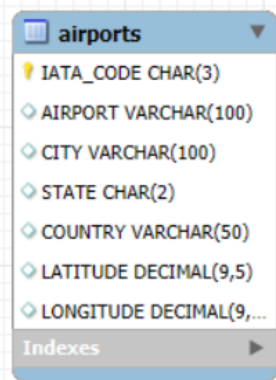 airports
IATA_CODE CHAR(3)
AIRPORT VARCHAR(100)
CITY VARCHAR(100)
STATE CHAR(2)
COUNTRY VARCHAR(50)
LATITUDE DECIMAL(9,5)
LONGITUDE DECIMAL(9,...
Indexes